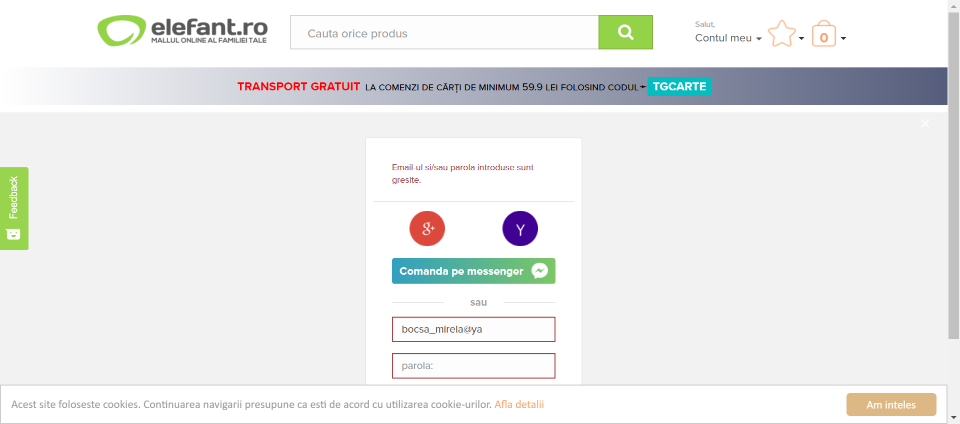 elefant.ro
MALLUL ONLINE AL FAMILIEI TALE
Cauta orice produs
Salut,
Contul meu
0
TRANSPORT GRATUIT LA COMENZI DE CĂRȚI DE MINIMUM 59.9 LEI FOLOSIND CODUL TGCARTE
Feedback
Email-ul si/sau parola introduse sunt
gresite.
g+
Y
Comanda pe messenger
sau
bocsa_mirela@ya
parola:
Acest site foloseste cookies. Continuarea navigarii presupune ca esti de acord cu utilizarea cookie-urilor. Afla detalii
Am inteles